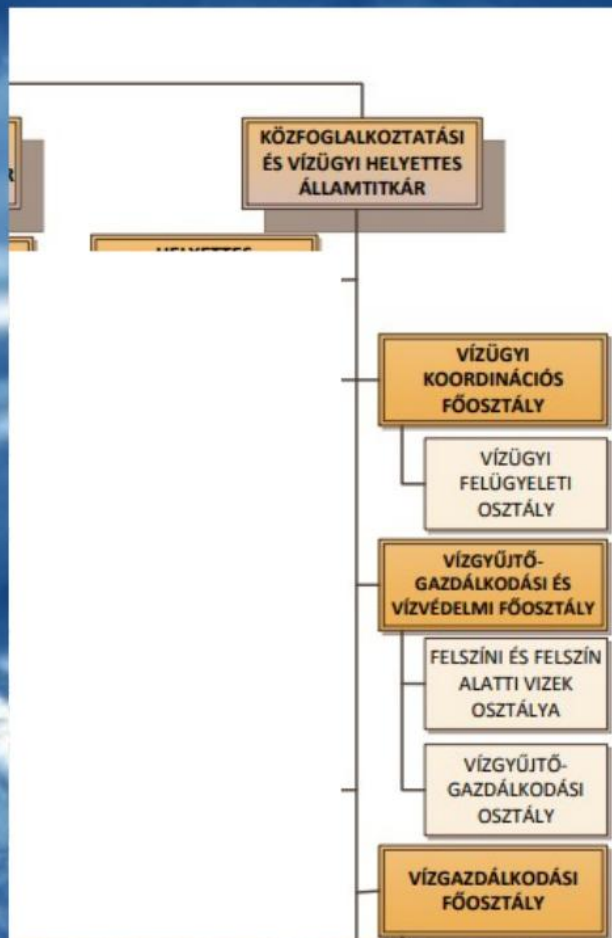 KÖZFOGLALKOZTATÁSI
ÉS VÍZÜGYI HELYETTES
ÁLLAMTITKÁR
VÍZÜGYI
KOORDINÁCIÓS
FŐOSZTÁLY
VÍZÜGYI
FELÜGYELETI
OSZTÁLY
VÍZGYŰJTŐ-
GAZDÁLKODÁSI ÉS
VÍZVÉDELMI FŐOSZTÁLY
FELSZÍNI ÉS FELSZÍN
ALATTI VIZEK
OSZTÁLYA
VÍZGYŰJTŐ-
GAZDÁLKODÁSI
OSZTÁLY
VÍZGAZDÁLKODÁSI
FŐOSZTÁLY